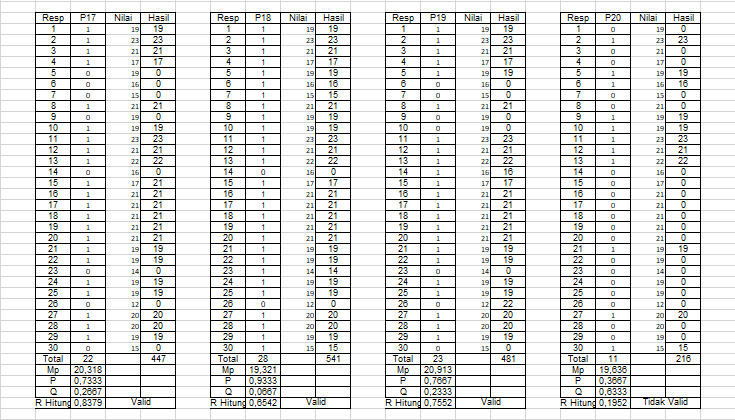 Resp P17 Nilai Hasil Resp P18 Nilai Hasil Resp P19 Nilai Hasil Resp P20 Nilai Hasil
1 1 19 19 1 1 19 19 1 1 19 19 1 0 19 0
2 1 23 23 2 1 23 23 2 1 23 23 2 1 23 23
3 1 21 21 3 1 21 21 3 1 21 21 3 0 21 0
4 1 17 17 4 1 17 17 4 1 17 17 4 0 17 0
5 0 19 0 5 1 19 19 5 1 19 19 5 1 19 19
6 0 16 0 6 1 16 16 6 0 16 0 6 1 16 16
7 0 15 0 7 1 15 15 7 0 15 0 7 0 15 0
8 1 21 21 8 1 21 21 8 1 21 21 8 0 21 0
9 0 19 0 9 1 19 19 9 0 19 0 9 1 19 19
10 1 19 19 10 1 19 19 10 0 19 0 10 1 19 19
11 1 23 23 11 1 23 23 11 1 23 23 11 1 23 23
12 1 21 21 12 1 21 21 12 1 21 21 12 1 21 21
13 1 22 22 13 1 22 22 13 1 22 22 13 1 22 22
14 0 16 0 14 0 16 0 14 1 16 16 14 0 16 0
15 1 17 21 15 1 17 17 15 1 17 17 15 0 17 0
16 1 21 21 16 1 21 21 16 1 21 21 16 0 21 0
17 1 21 21 17 1 21 21 17 1 21 21 17 0 21 0
18 1 21 21 18 1 21 21 18 1 21 21 18 0 21 0
19 1 21 21 19 1 21 21 19 1 21 21 19 0 21 0
20 1 21 21 20 1 21 21 20 1 21 21 20 0 21 0
21 1 19 19 21 1 19 19 21 1 19 19 21 1 19 19
22 1 19 19 22 1 19 19 22 1 19 19 22 0 19 0
23 0 14 0 23 1 14 14 23 0 14 0 23 0 14 0
24 1 19 19 24 1 19 19 24 1 19 19 24 0 19 0
25 1 19 19 25 1 19 19 25 1 19 19 25 0 19 0
26 0 12 0 26 0 12 0 26 0 12 22 26 0 12 0
27 1 20 20 27 1 20 20 27 1 20 20 27 1 20 20
28 1 20 20 28 1 20 20 28 1 20 20 28 0 20 0
29 1 19 19 29 1 19 19 29 1 19 19 29 0 19 0
30 0 15 0 30 1 15 15 30 0 15 0 30 1 15 15
Total 22 447 Total 28 541 Total 23 481 Total 11 216
Mp 20,318 Mp 19,321 Mp 20,913 Mp 19,636
P 0,7333 P 0,9333 P 0,7667 P 0,3667
Q 0,2667 Q 0,0667 Q 0,2333 Q 0,6333
R Hitung 0,8379 Valid R Hitung 0,6542 Valid R Hitung 0,7552 Valid R Hitung 0,1952 Tidak Valid